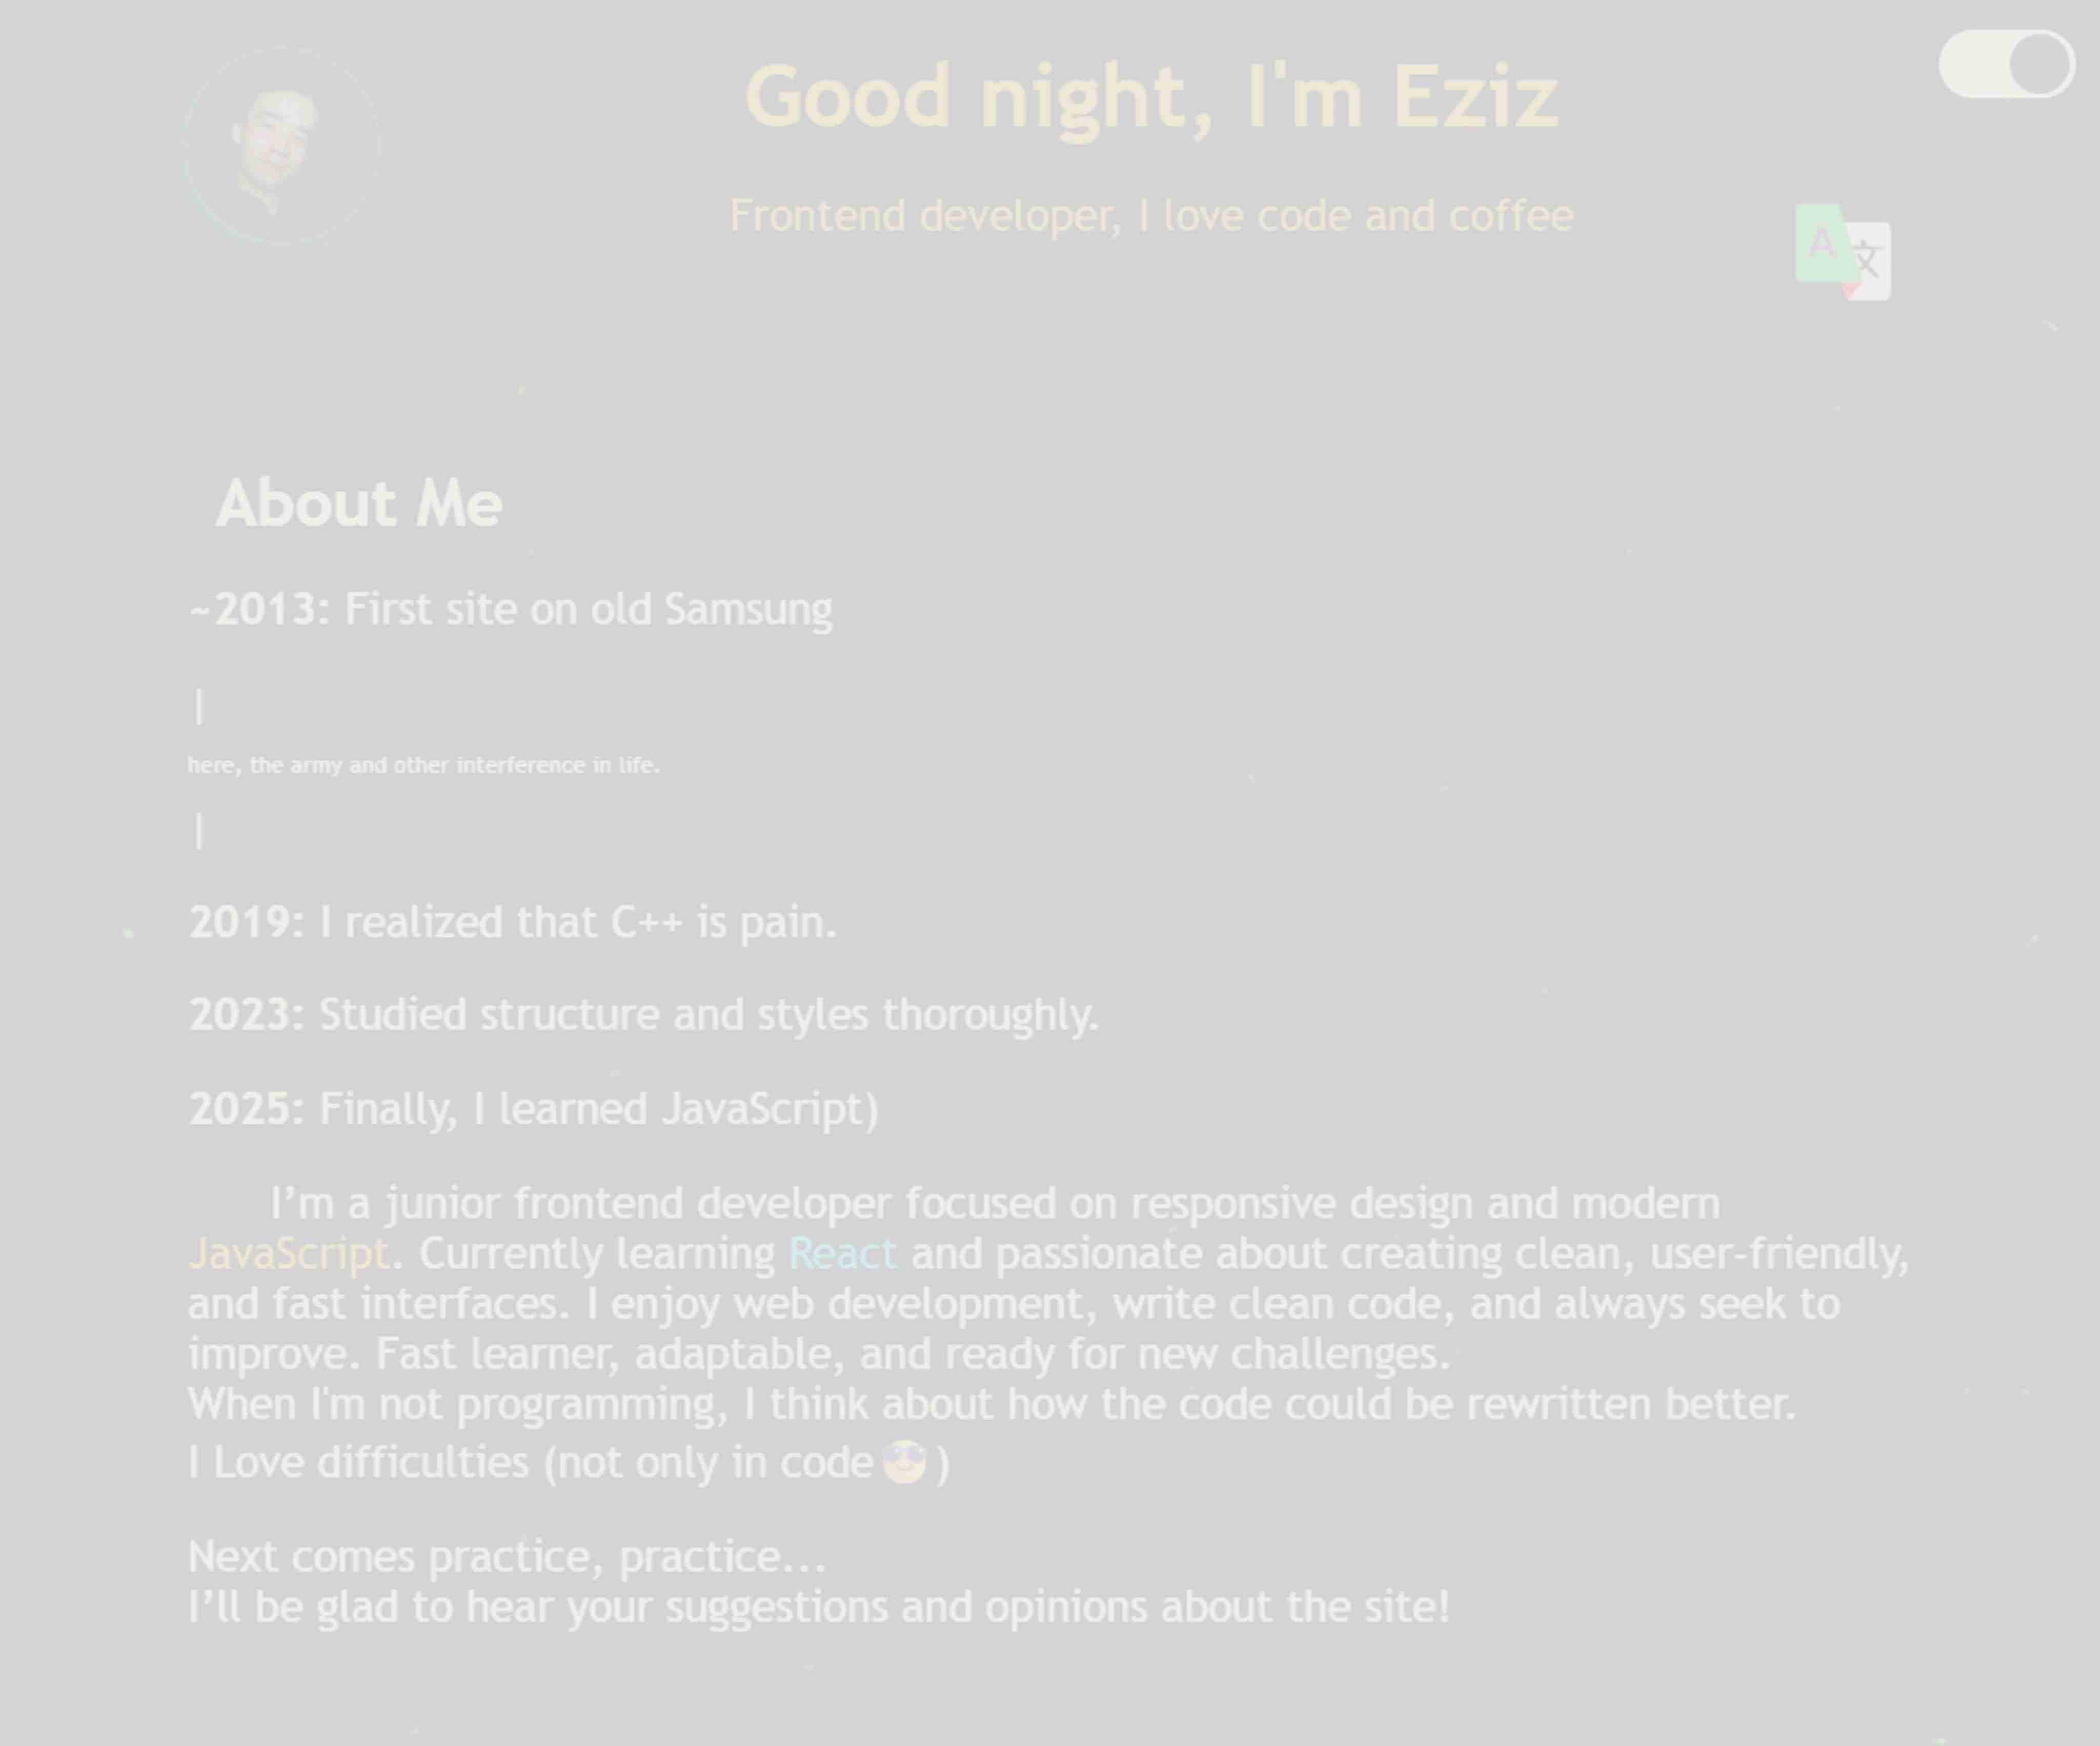 Good night, I'm Eziz
Frontend developer, I love code and coffee
A 文
About Me
~2013: First site on old Samsung
|
here, the army and other interference in life.
|
2019: I realized that C++ is pain.
2023: Studied structure and styles thoroughly.
2025: Finally, I learned JavaScript)
I’m a junior frontend developer focused on responsive design and modern
JavaScript. Currently learning React and passionate about creating clean, user-friendly,
and fast interfaces. I enjoy web development, write clean code, and always seek to
improve. Fast learner, adaptable, and ready for new challenges.
When I'm not programming, I think about how the code could be rewritten better.
I Love difficulties (not only in code😎)
Next comes practice, practice...
I’ll be glad to hear your suggestions and opinions about the site!